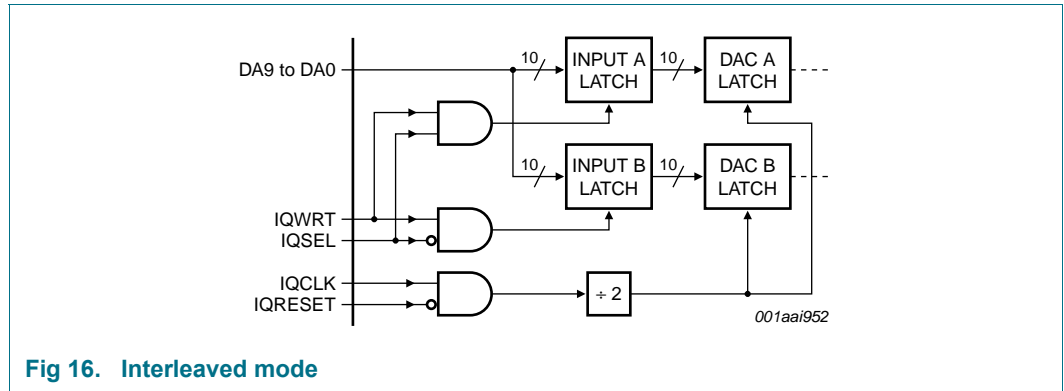 DA9 to DA0
10
INPUT A
LATCH
10
DAC A
LATCH
10
INPUT B
LATCH
10
DAC B
LATCH
IQWRT
IQSEL
IQCLK
IQRESET
÷ 2
001aai952
Fig 16. Interleaved mode